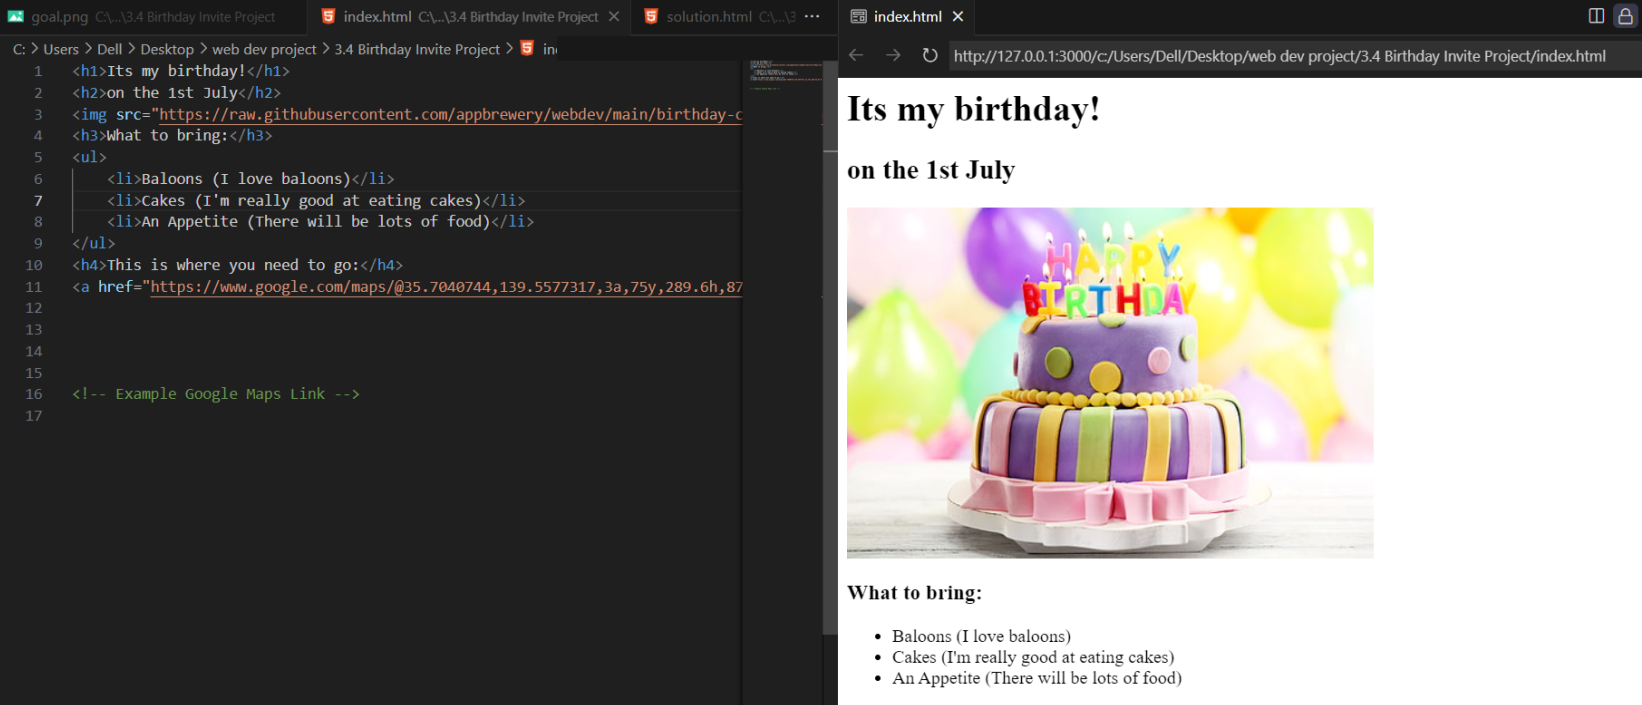 goal.png C:\...\3.4 Birthday Invite Project
index.html C:\...\3.4 Birthday Invite Project
solution.html C:\...\3
C: > Users > Dell > Desktop > web dev project > 3.4 Birthday Invite Project >
1 <h1>Its my birthday!</h1>
2 <h2>on the 1st July</h2>
3 <img src="https://raw.githubusercontent.com/appbrewery/webdev/main/birthday-c
4 <h3>What to bring:</h3>
5 <ul>
6 <li>Baloons (I love baloons)</li>
7 <li>Cakes (I'm really good at eating cakes)</li>
8 <li>An Appetite (There will be lots of food)</li>
9 </ul>
10 <h4>This is where you need to go:</h4>
11 <a href="https://www.google.com/maps/@35.7040744,139.5577317,3a,75y,289.6h,87
12
13
14
15
16 <!-- Example Google Maps Link -->
17
index.html
http://127.0.0.1:3000/c:/Users/Dell/Desktop/web dev project/3.4 Birthday Invite Project/index.html
Its my birthday!
on the 1st July
HAPPY
BIRTHDAY
What to bring:
• Baloons (I love baloons)
• Cakes (I'm really good at eating cakes)
• An Appetite (There will be lots of food)